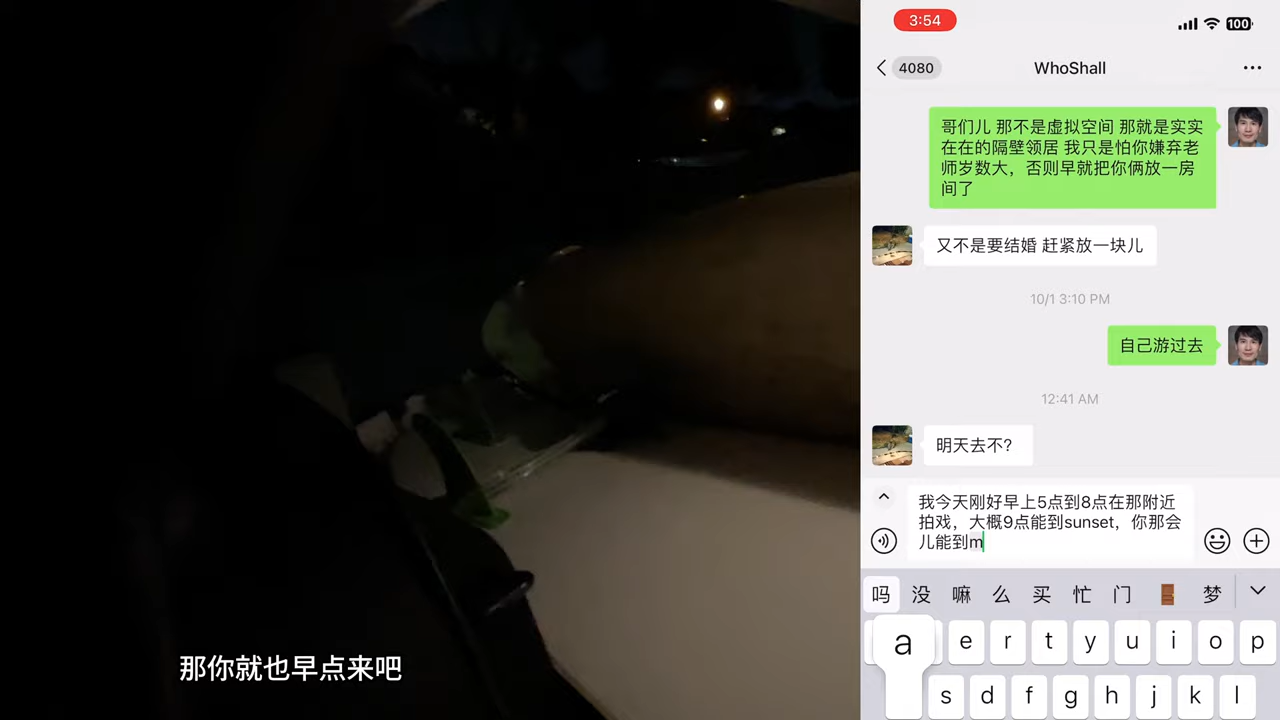 那你就也早点来吧
3:54
100
4080
WhoShall
哥们儿 那不是虚拟空间 那就是实实
在在的隔壁领居 我只是怕你嫌弃老
师岁数大，否则早就把你俩放一房
间了
又不是要结婚 赶紧放一块儿
10/1 3:10 PM
自己游过去
12:41 AM
明天去不？
我今天刚好早上5点到8点在那附近
拍戏，大概9点能到sunset，你那会
儿能到m
吗 没 嘛 么 买 忙 门 梦
a e r t y u i o p
s d f g h j k l